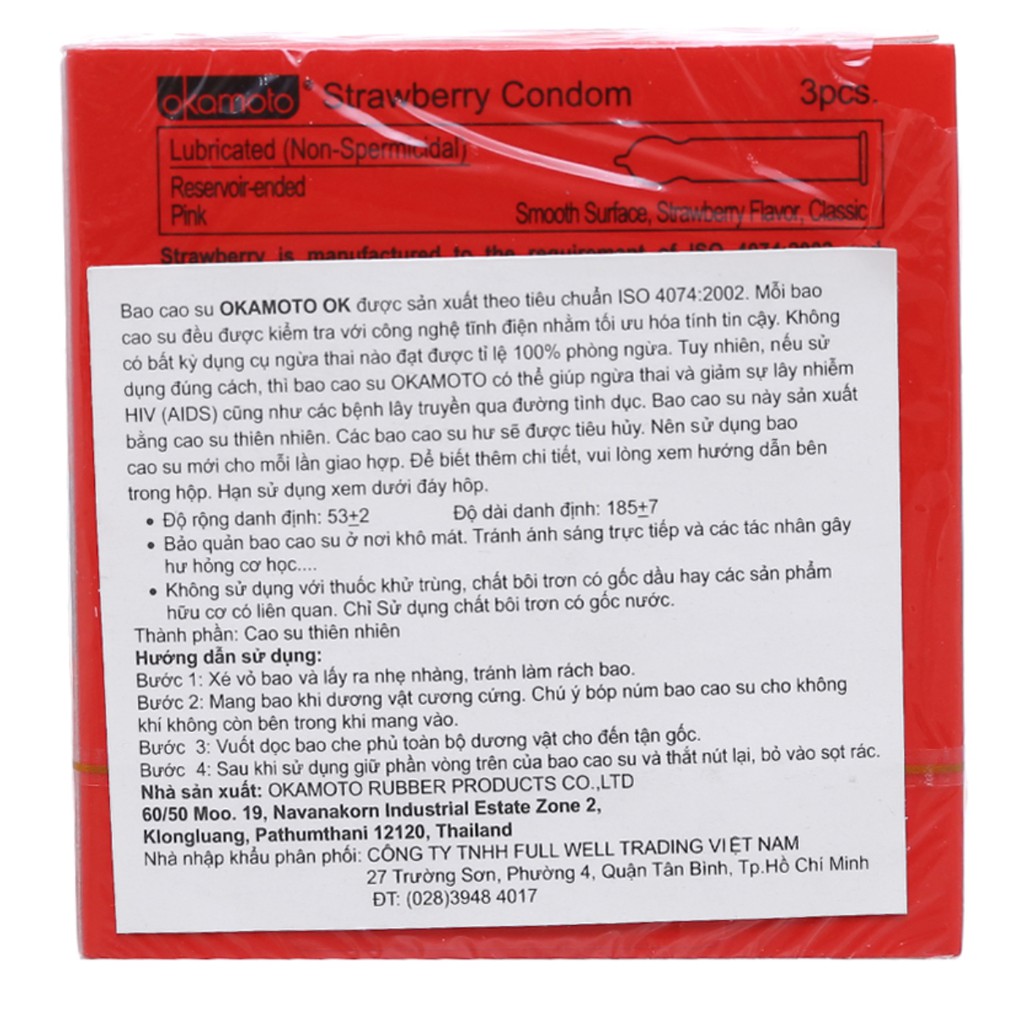 okamoto® Strawberry Condom 3pcs.
Lubricated (Non-Spermicidal)
Reservoir-ended
Pink Smooth Surface, Strawberry Flavor, Classic
Strawberry is manufactured to the requirement of ISO 4074:2002 and
Bao cao su OKAMOTO OK được sản xuất theo tiêu chuẩn ISO 4074:2002. Mỗi bao
cao su đều được kiểm tra với công nghệ tĩnh điện nhằm tối ưu hóa tính tin cậy. Không
có bất kỳ dụng cụ ngừa thai nào đạt được tỉ lệ 100% phòng ngừa. Tuy nhiên, nếu sử
dụng đúng cách, thì bao cao su OKAMOTO có thể giúp ngừa thai và giảm sự lây nhiễm
HIV (AIDS) cũng như các bệnh lây truyền qua đường tình dục. Bao cao su này sản xuất
bằng cao su thiên nhiên. Các bao cao su hư sẽ được tiêu hủy. Nên sử dụng bao
cao su mới cho mỗi lần giao hợp. Để biết thêm chi tiết, vui lòng xem hướng dẫn bên
trong hộp. Hạn sử dụng xem dưới đáy hôp.
• Độ rộng danh định: 53±2 Độ dài danh định: 185±7
• Bảo quản bao cao su ở nơi khô mát. Tránh ánh sáng trực tiếp và các tác nhân gây
hư hỏng cơ học....
• Không sử dụng với thuốc khử trùng, chất bôi trơn có gốc dầu hay các sản phẩm
hữu cơ có liên quan. Chỉ Sử dụng chất bôi trơn có gốc nước.
Thành phần: Cao su thiên nhiên
Hướng dẫn sử dụng:
Bước 1: Xé vỏ bao và lấy ra nhẹ nhàng, tránh làm rách bao.
Bước 2: Mang bao khi dương vật cương cứng. Chú ý bóp núm bao cao su cho không
khí không còn bên trong khi mang vào.
Bước 3: Vuốt dọc bao che phủ toàn bộ dương vật cho đến tận gốc.
Bước 4: Sau khi sử dụng giữ phần vòng trên của bao cao su và thắt nút lại, bỏ vào sọt rác.
Nhà sản xuất: OKAMOTO RUBBER PRODUCTS CO.,LTD
60/50 Moo. 19, Navanakorn Industrial Estate Zone 2,
Klongluang, Pathumthani 12120, Thailand
Nhà nhập khẩu phân phối: CÔNG TY TNHH FULL WELL TRADING VIỆT NAM
27 Trường Sơn, Phường 4, Quận Tân Bình, Tp.Hồ Chí Minh
ĐT: (028)3948 4017